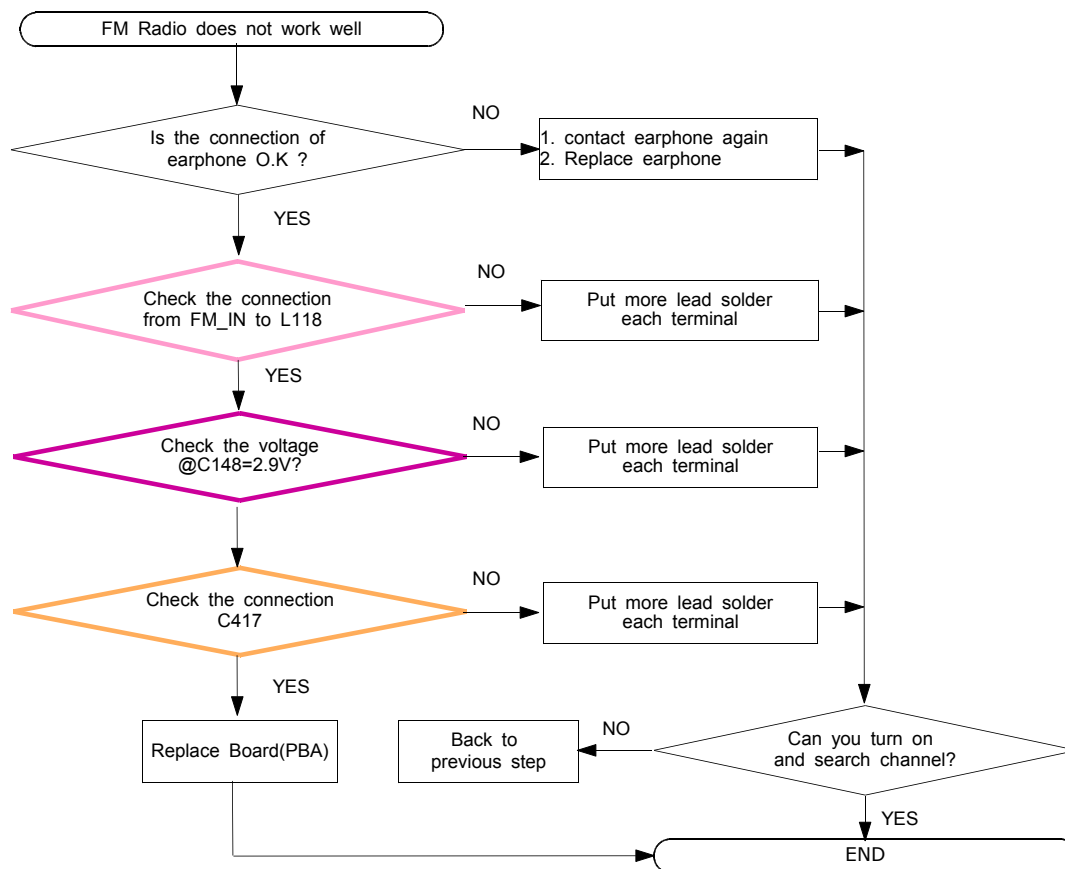 FM Radio does not work well
Is the connection of
earphone O.K ?
NO
1. contact earphone again
2. Replace earphone
YES
Check the connection
from FM_IN to L118
NO
Put more lead solder
each terminal
YES
Check the voltage
@C148=2.9V?
NO
Put more lead solder
each terminal
Check the connection
C417
NO
Put more lead solder
each terminal
YES
Replace Board(PBA)
Back to
previous step
NO
Can you turn on
and search channel?
YES
END